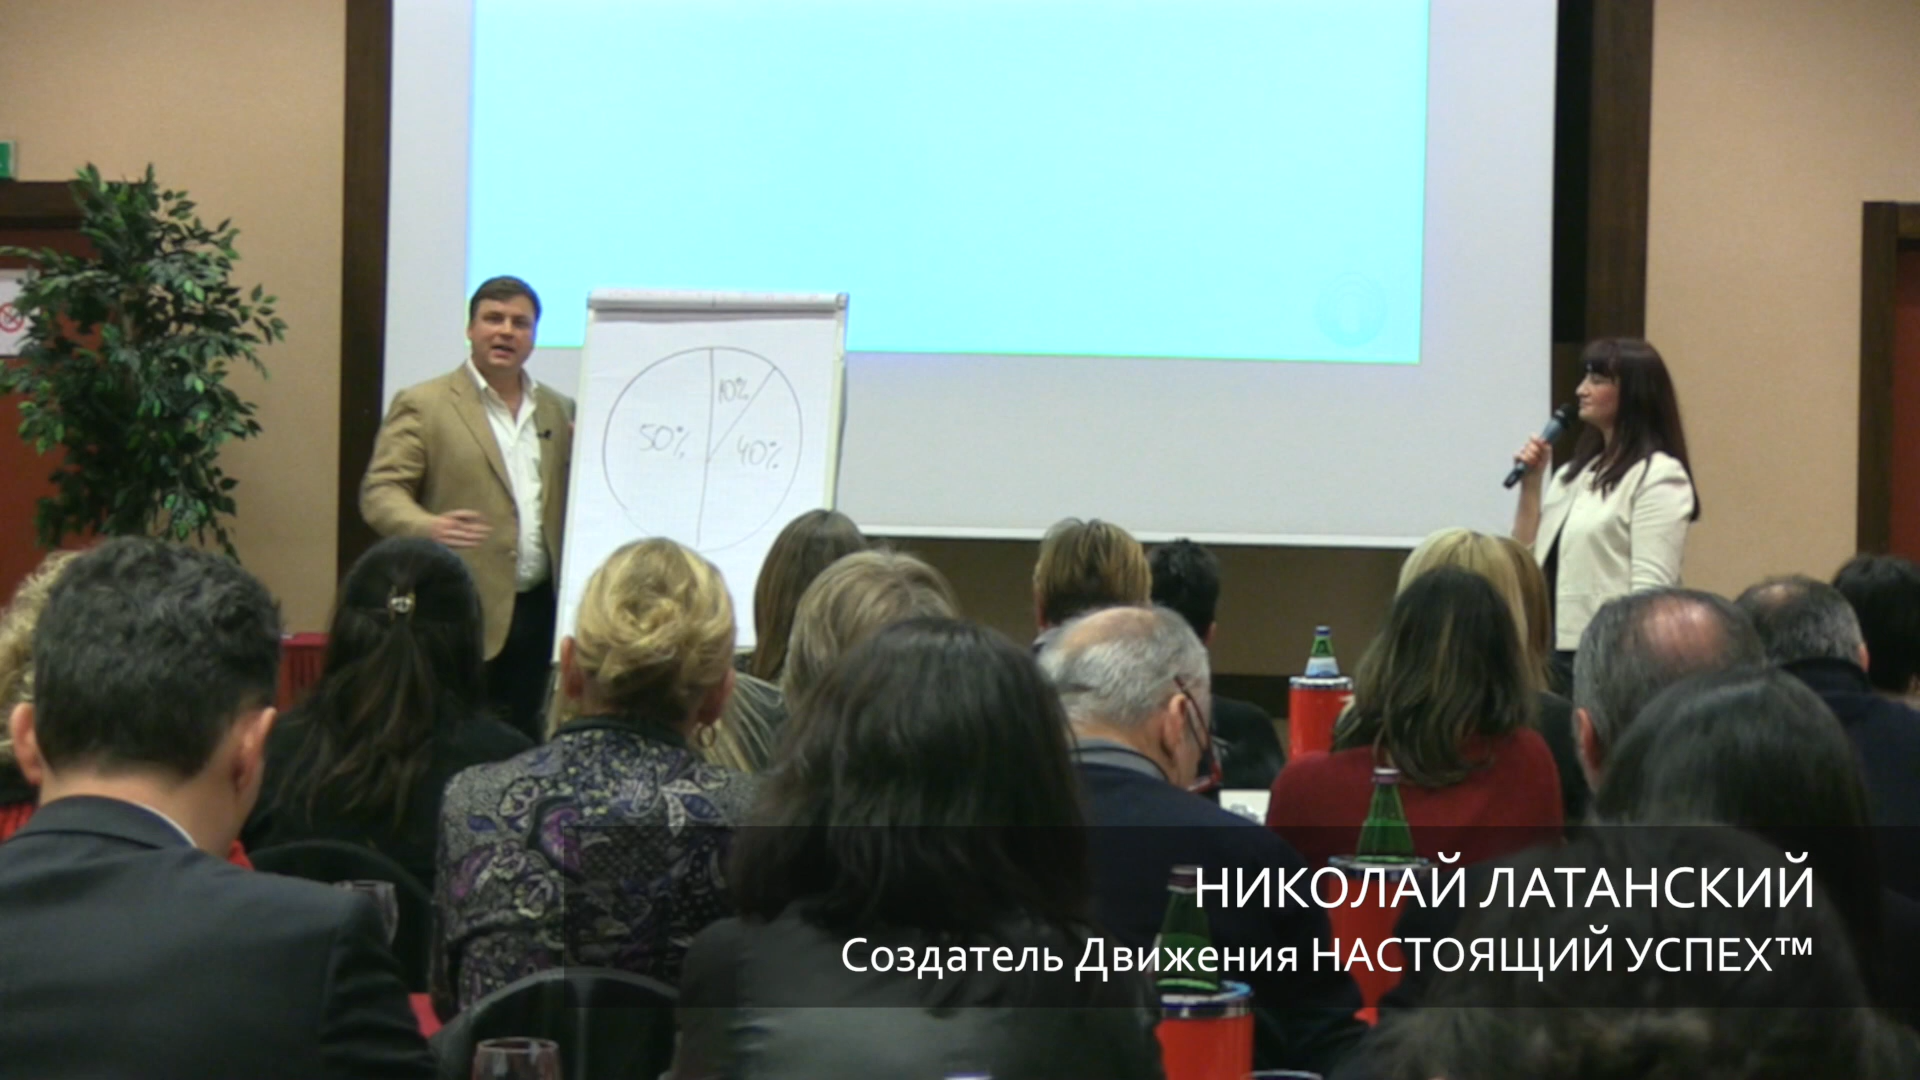 10%
50%
40%
НИКОЛАЙ ЛАТАНСКИЙ
Создатель Движения НАСТОЯЩИЙ УСПЕХ™